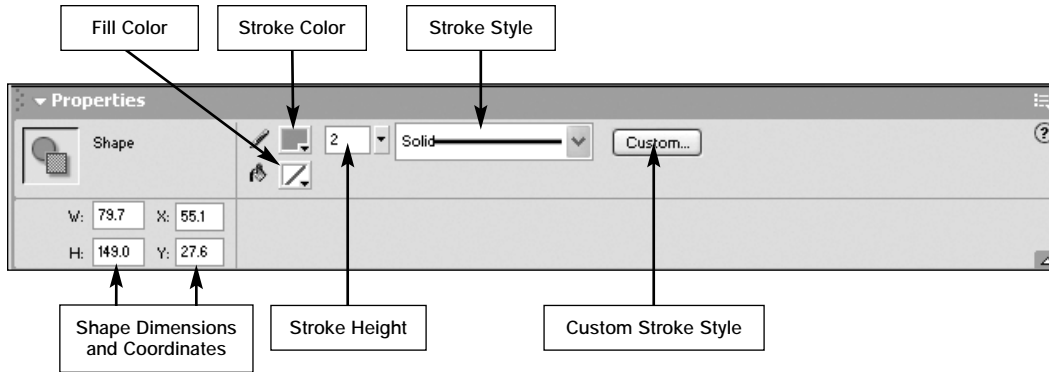 Fill Color
Stroke Color
Stroke Style
Properties
Shape
2
Solid
Custom...
?
W: 79.7 X: 55.1
H: 149.0 Y: 27.6
Shape Dimensions
and Coordinates
Stroke Height
Custom Stroke Style